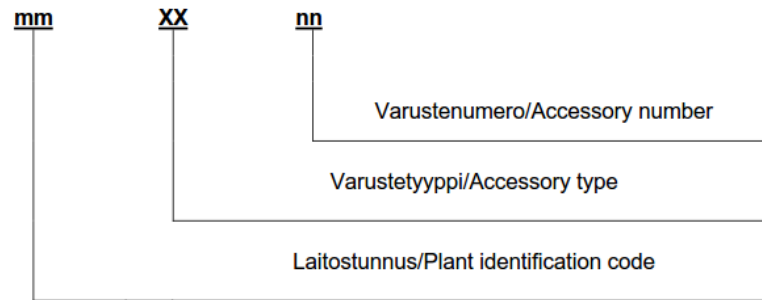 mm XX nn
Varustenumero/Accessory number
Varustetyyppi/Accessory type
Laitostunnus/Plant identification code